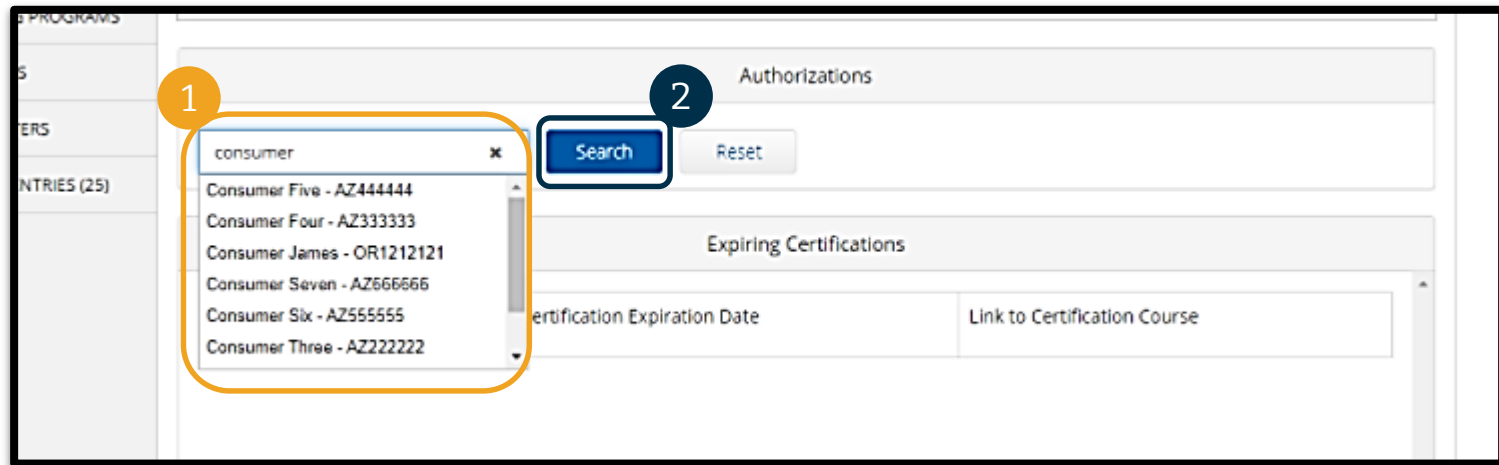 G PROGRAMS
S
TERS
NTRIES (25)
Authorizations
1
2
consumer
Search
Reset
Consumer Five - AZ444444
Consumer Four - AZ333333
Consumer James - OR1212121
Consumer Seven - AZ666666
Consumer Six - AZ555555
Consumer Three - AZ222222
Expiring Certifications
ertification Expiration Date
Link to Certification Course